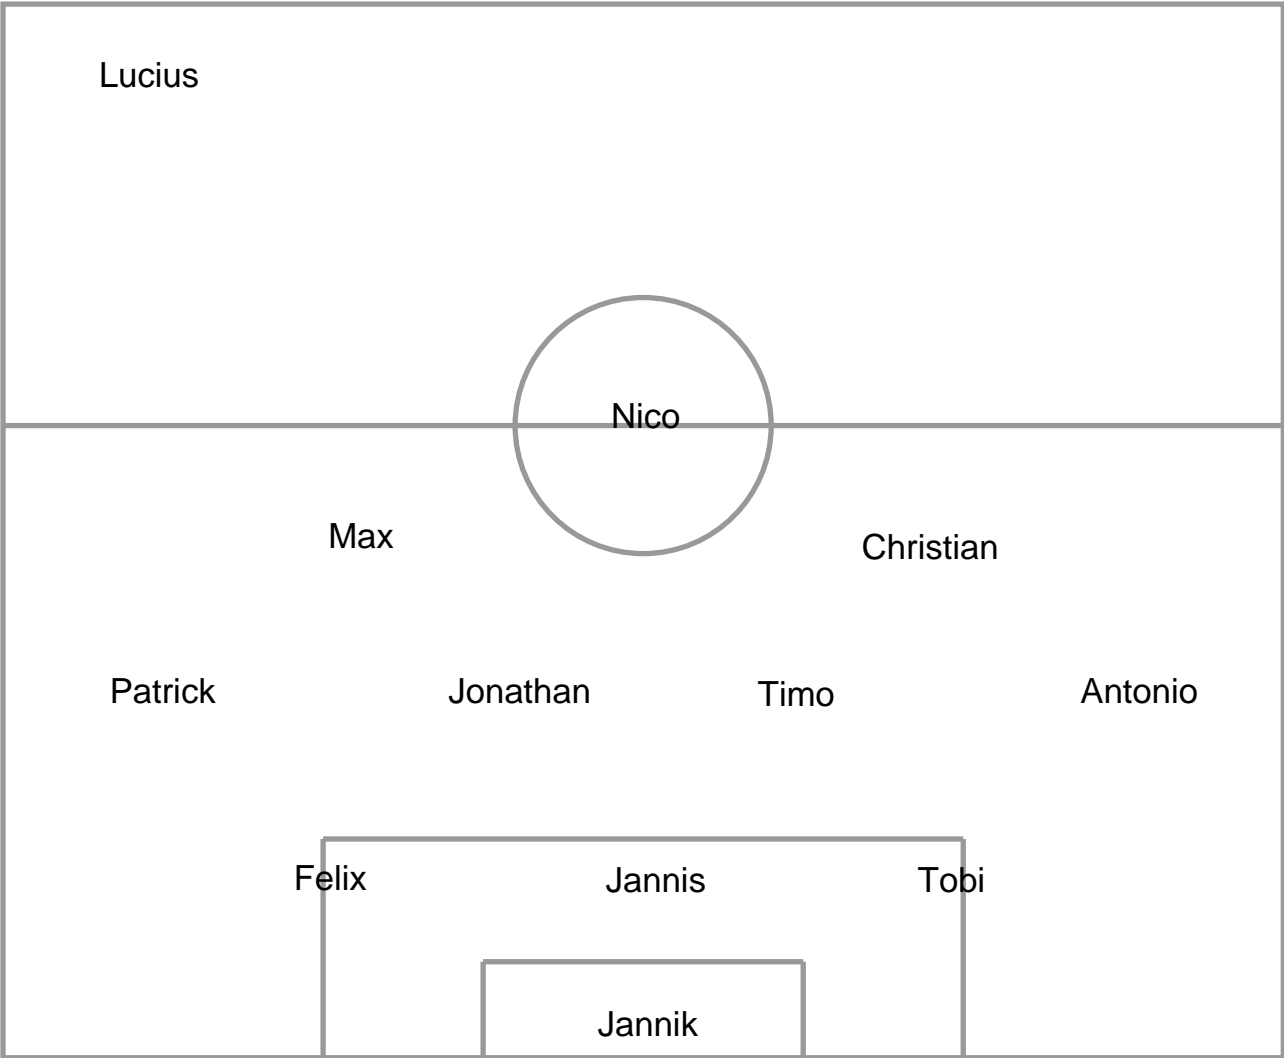 Lucius
Nico
Max
Christian
Patrick
Jonathan
Timo
Antonio
Felix
Jannis
Tobi
Jannik